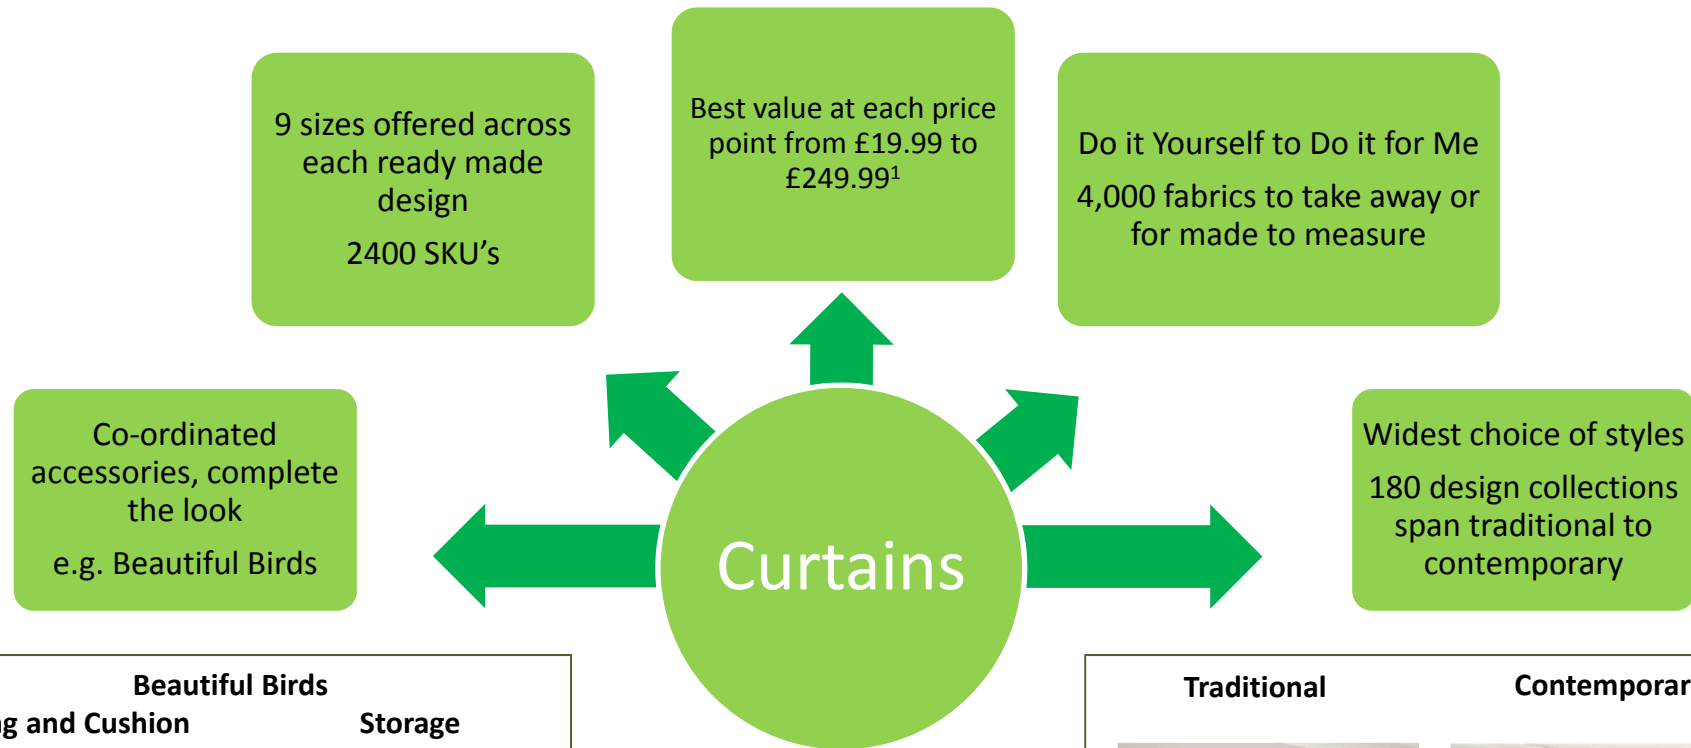 Best value at each price
point from £19.99 to
£249.99¹
9 sizes offered across
each ready made
design
2400 SKU's
Do it Yourself to Do it for Me
4,000 fabrics to take away or
for made to measure
Co-ordinated
accessories, complete
the look
e.g. Beautiful Birds
Widest choice of styles
180 design collections
span traditional to
contemporary
Curtains
Beautiful Birds
and Cushion Storage
Traditional Contemporar